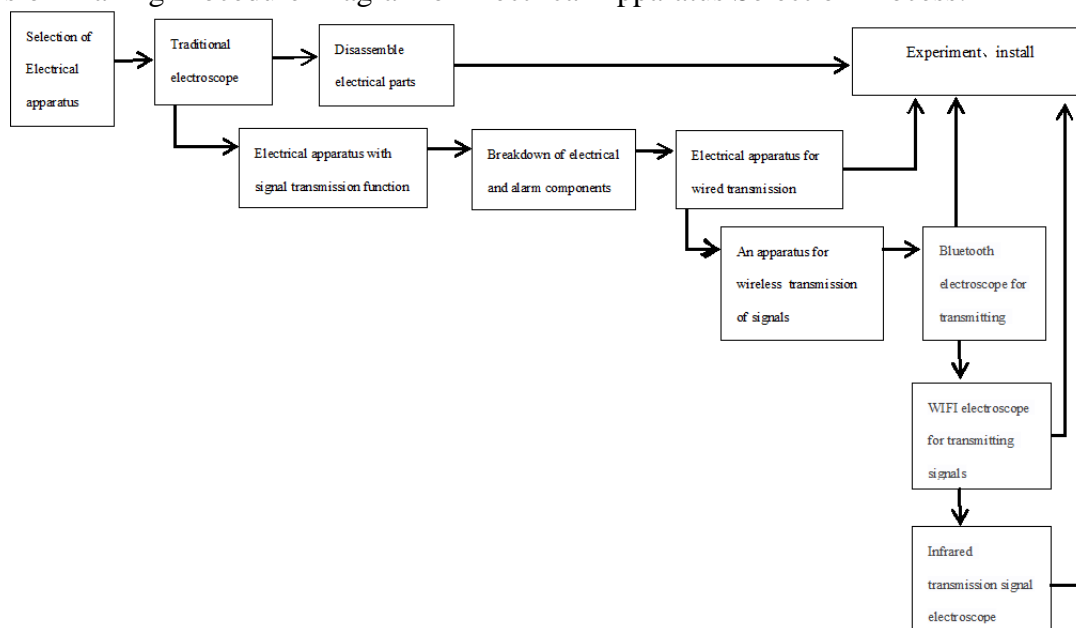 Selection of
Electrical
apparatus
Traditional
electroscope
Disassemble
electrical parts
Experiment、install
Electrical apparatus with
signal transmission function
Breakdown of electrical
and alarm components
Electrical apparatus for
wired transmission
An apparatus for
wireless transmission
of signals
Bluetooth
electroscope for
transmitting
WIFI electroscope
for transmitting
signals
Infrared
transmission signal
electroscope